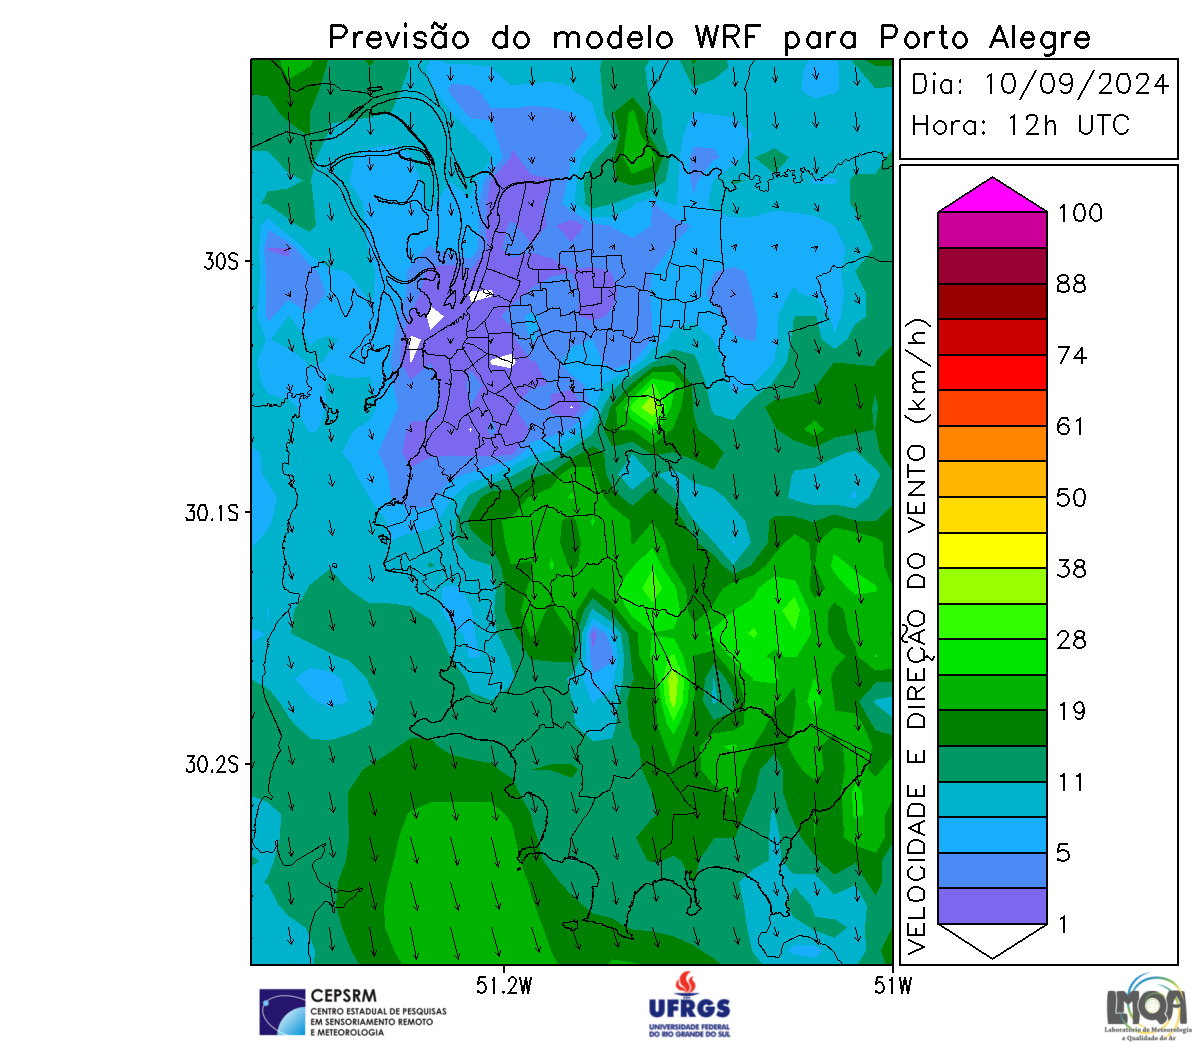 Previsão do modelo WRF para Porto Alegre
Dia: 10/09/2024
Hora: 12h UTC
VELOCIDADE E DIREÇÃO DO VENTO (km/h)
100
88
74
61
50
38
28
19
11
5
1
30S
30.1S
30.2S
51.2W
51W
CEPSRM
CENTRO ESTADUAL DE PESQUISAS
EM SENSORIAMENTO REMOTO
E METEOROLOGIA
UFRGS
UNIVERSIDADE FEDERAL
DO RIO GRANDE DO SUL
LMQA
Laboratório de Meteorologia
e Qualidade do Ar